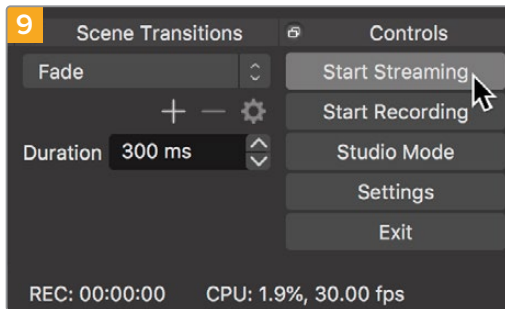 9
Scene Transitions
Controls
Fade
Duration 300 ms
Start Streaming
Start Recording
Studio Mode
Settings
Exit
REC: 00:00:00 CPU: 1.9%, 30.00 fps